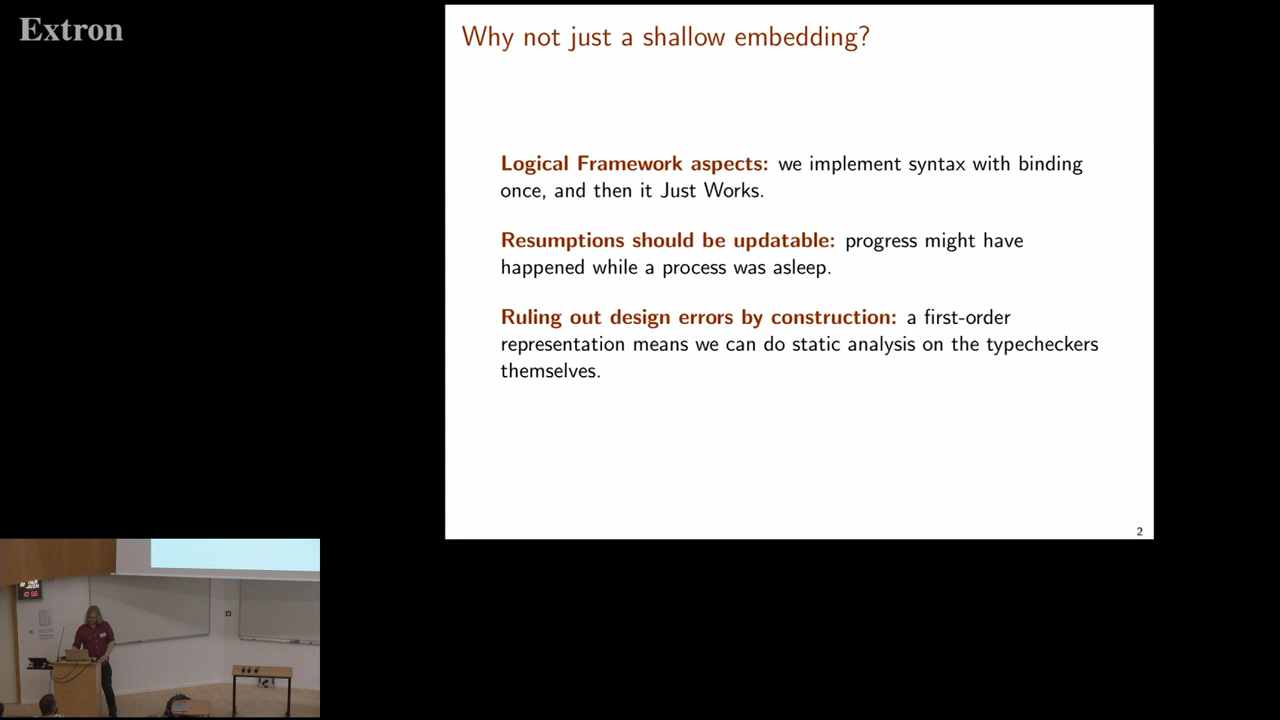 Extron
Why not just a shallow embedding?
Logical Framework aspects: we implement syntax with binding
once, and then it Just Works.
Resumptions should be updatable: progress might have
happened while a process was asleep.
Ruling out design errors by construction: a first-order
representation means we can do static analysis on the typecheckers
themselves.
2